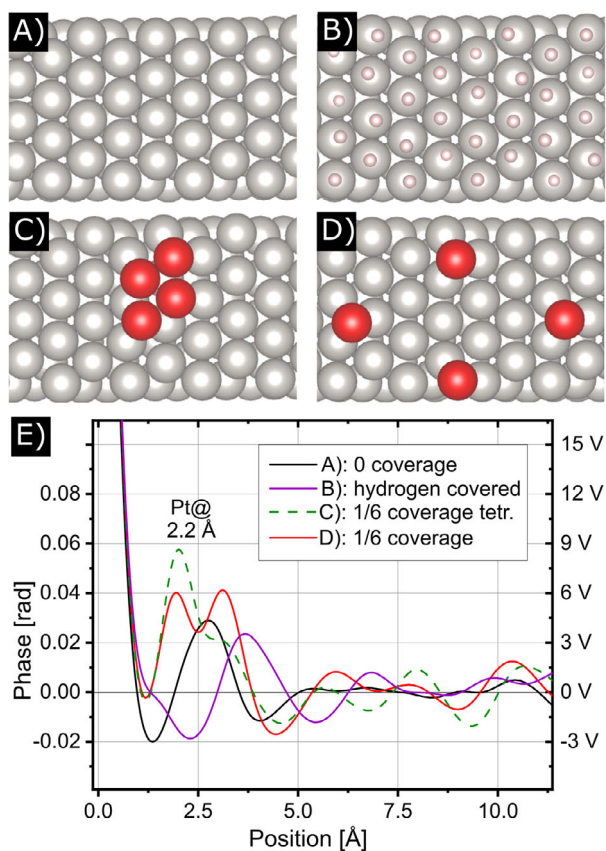 A)
B)
C)
D)
E)
Pt@
2.2 Å
A): 0 coverage
B): hydrogen covered
C): 1/6 coverage tetr.
D): 1/6 coverage
Phase [rad]
0.08
0.06
0.04
0.02
0.00
-0.02
15 V
12 V
9 V
6 V
3 V
0 V
-3 V
0.0
2.5
5.0
7.5
10.0
Position [Å]